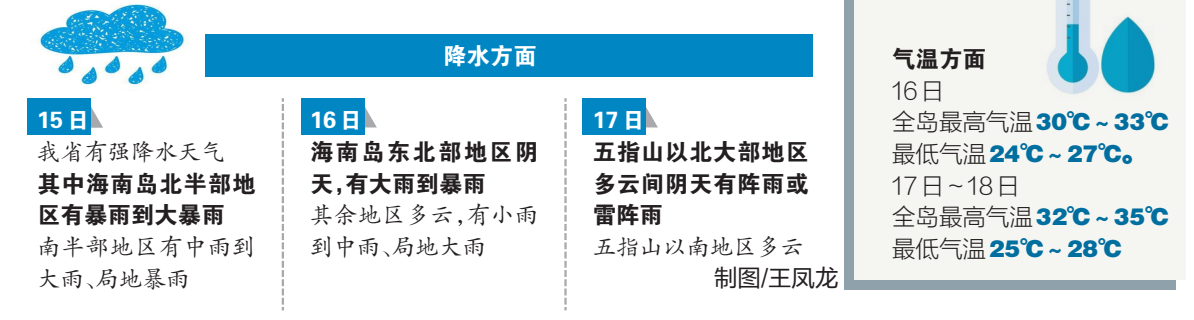 降水方面
15日
我省有强降水天气
其中海南岛北半部地
区有暴雨到大暴雨
南半部地区有中雨到
大雨、局地暴雨
16日
海南岛东北部地区阴
天,有大雨到暴雨
其余地区多云,有小雨
到中雨、局地大雨
17日
五指山以北大部地区
多云间阴天有阵雨或
雷阵雨
五指山以南地区多云
制图/王凤龙
气温方面
16日
全岛最高气温30℃~33℃
最低气温24℃~27℃。
17日~18日
全岛最高气温32℃~35℃
最低气温25℃~28℃